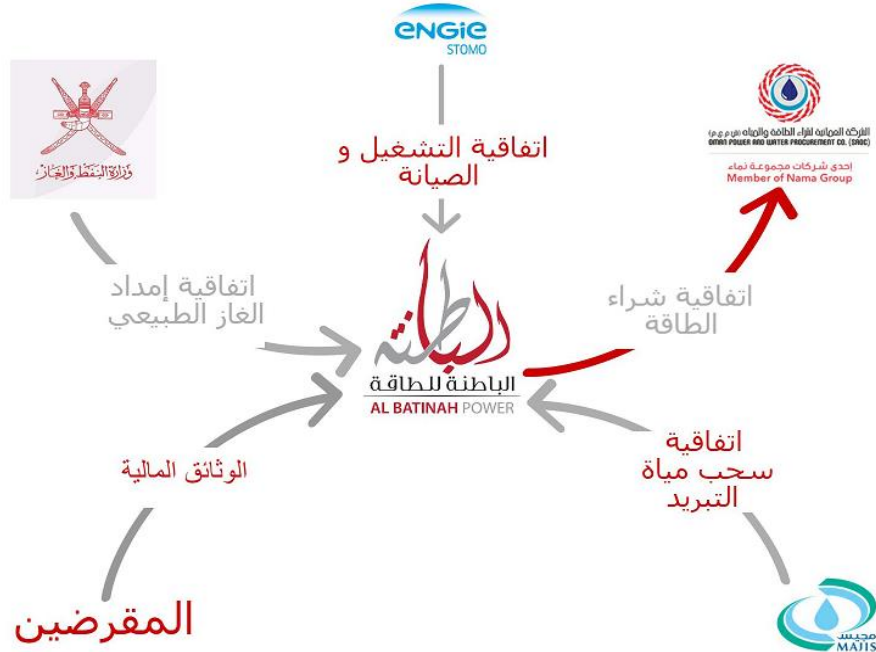 ENGIE
STOMO
وزارة النفط والغاز
الشركة العمانية لشراء الطاقة والمياه (ش م ع م)
OMAN POWER AND WATER PROCUREMENT CO. (SAOC)
إحدى شركات مجموعة نماء
Member of Nama Group
اتفاقية التشغيل و
الصيانة
اتفاقية إمداد
الغاز الطبيعي
اتفاقية شراء
الطاقة
الباطنة
الباطنة للطاقة
AL BATINAH POWER
الوثائق المالية
اتفاقية
سحب مياة
التبريد
المقرضين
مجيس
MAJIS